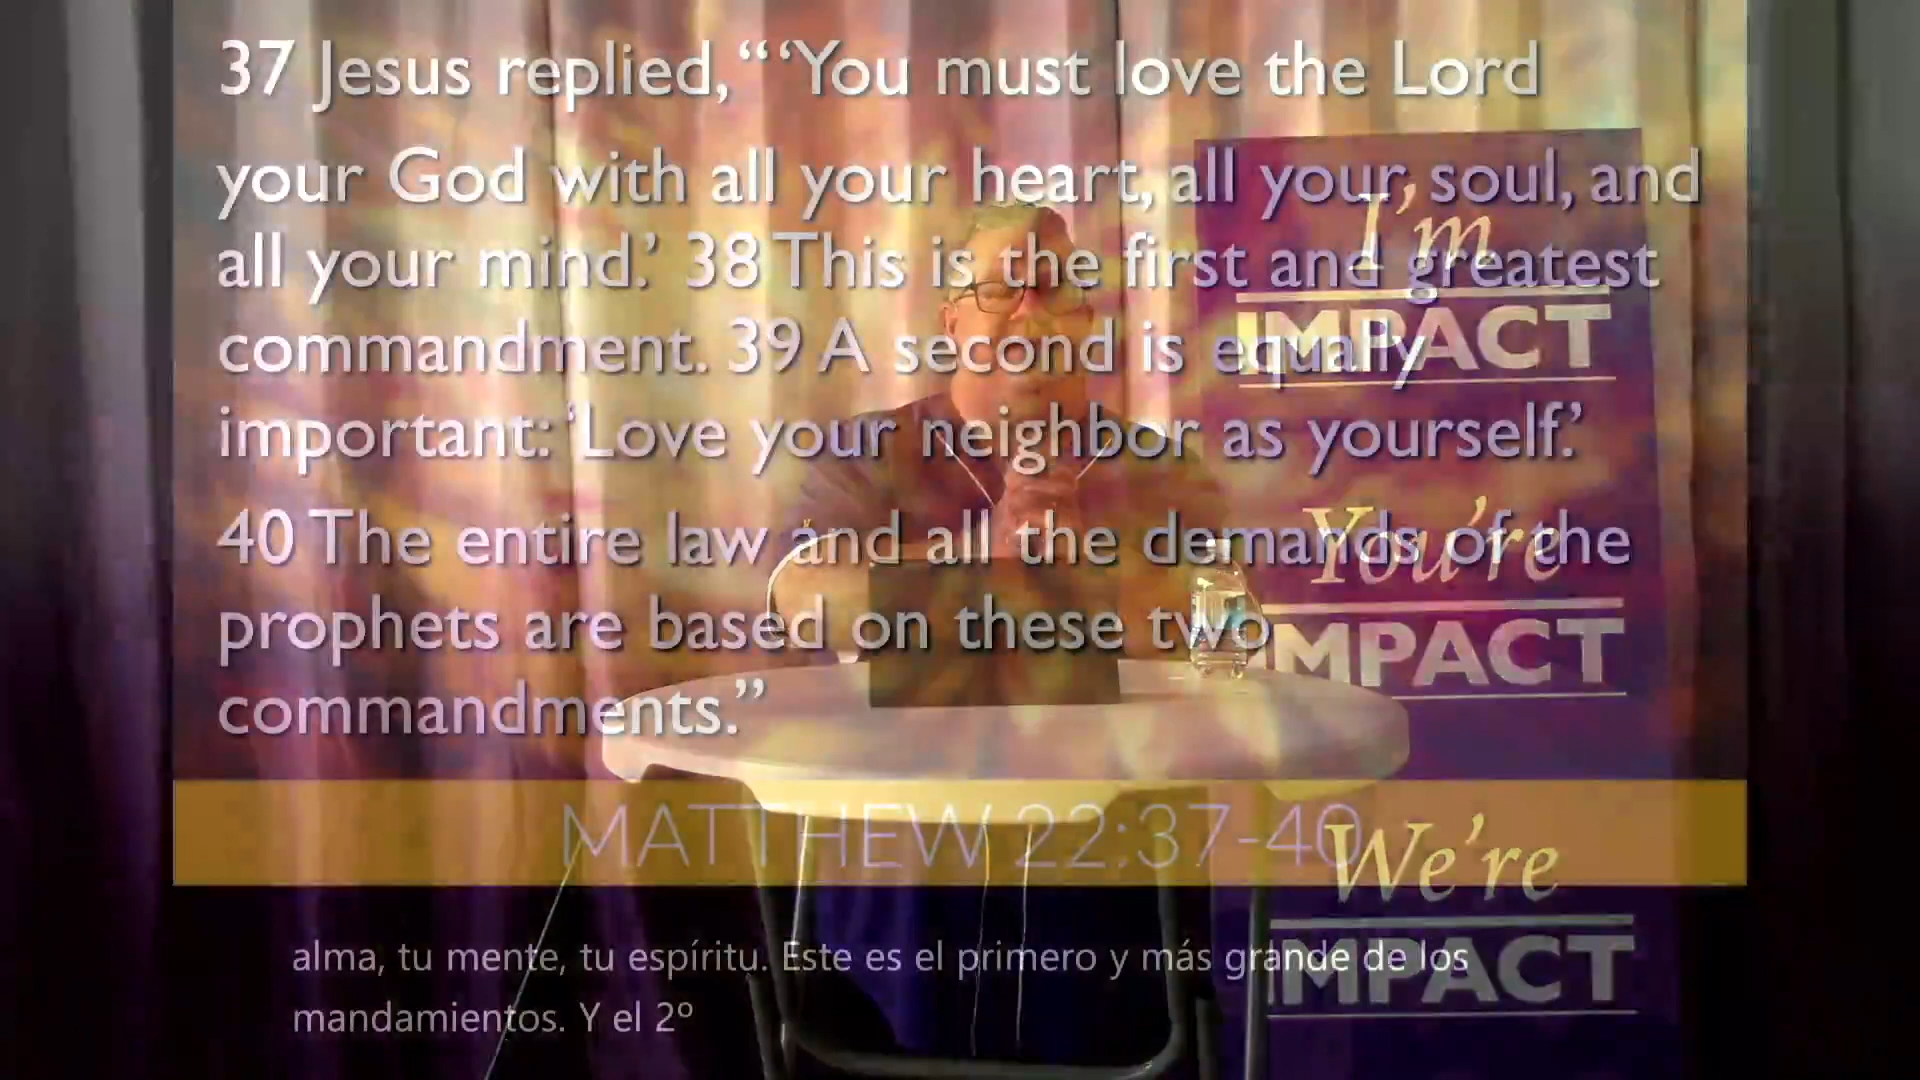 37 Jesus replied, “‘You must love the Lord
your God with all your heart, all your soul, and
all your mind.’ 38 This is the first and greatest
commandment. 39 A second is equally
important: ‘Love your neighbor as yourself.’
40 The entire law and all the demands of the
prophets are based on these two
commandments.”
MATTHEW 22:37-40
I’m
IMPACT
You’re
IMPACT
We’re
IMPACT
alma, tu mente, tu espíritu. Este es el primero y más grande de los
mandamientos. Y el 2º